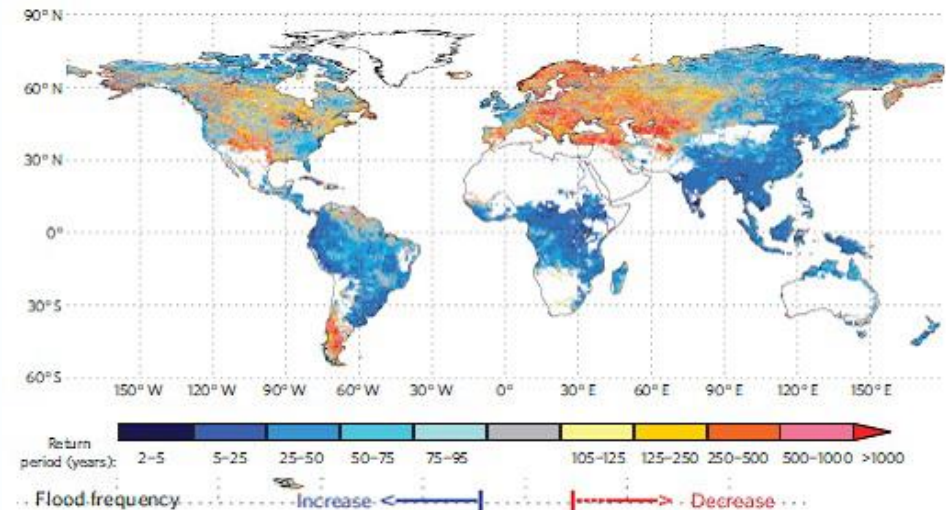 90° N
60° N
30° N
0°
30° S
60° S
150° W 120° W 90° W 60° W 30° W 0° 30° E 60° E 90° E 120° E 150° E
Return
period (years): 2–5 5–25 25–50 50–75 75–95 105–125 125–250 250–500 500–1000 >1000
Flood frequency Increase Decrease